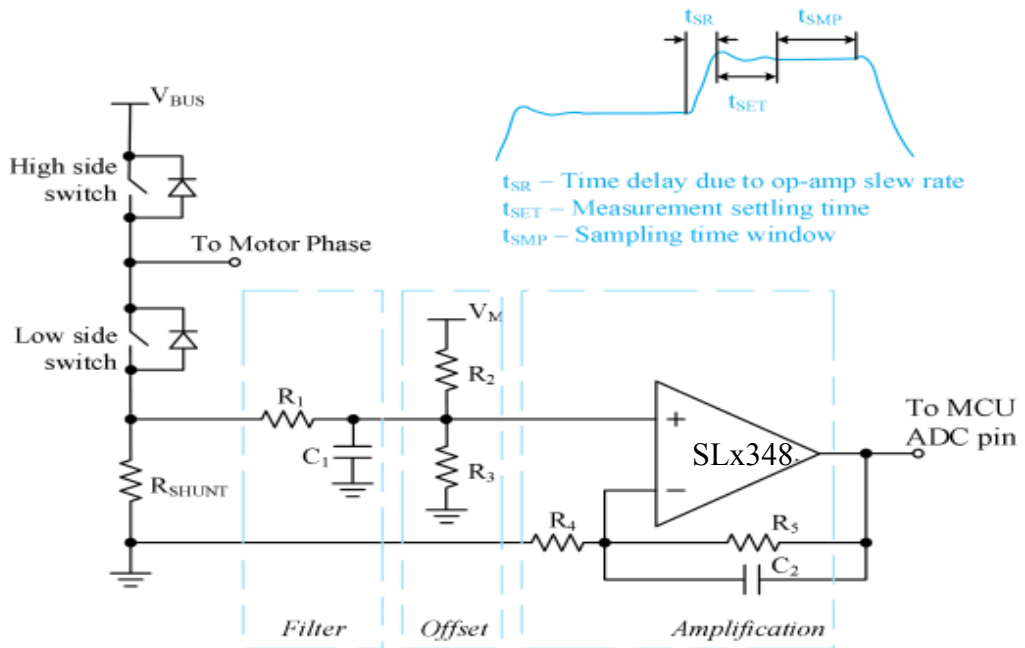 tSR
tSMP
tSET
VBUS
High side
switch
tSR – Time delay due to op-amp slew rate
tSET – Measurement settling time
tSMP – Sampling time window
To Motor Phase
Low side
switch
VM
R2
R1
C1
R3
RSHUNT
+
SLx348.
−
To MCU
ADC pin
R4
R5
C2
Filter
Offset
Amplification